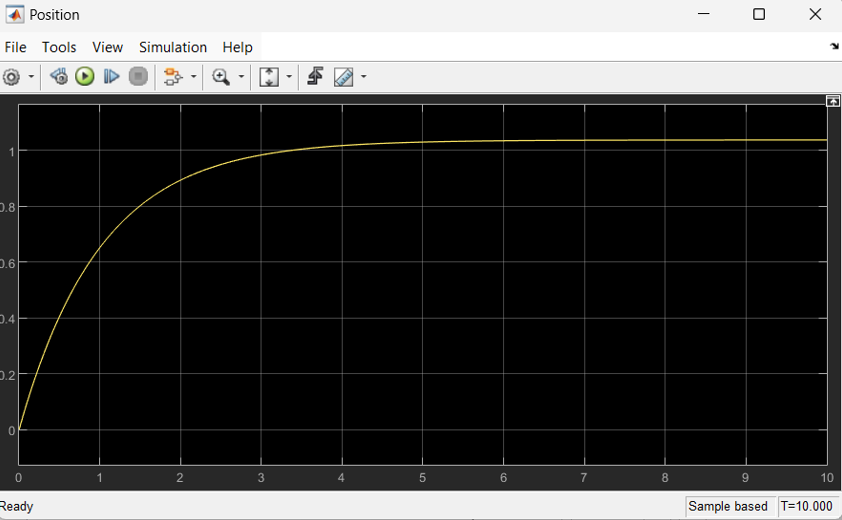 Position
File Tools View Simulation Help
1
0.8
0.6
0.4
0.2
0
0 1 2 3 4 5 6 7 8 9 10
Ready Sample based T=10.000